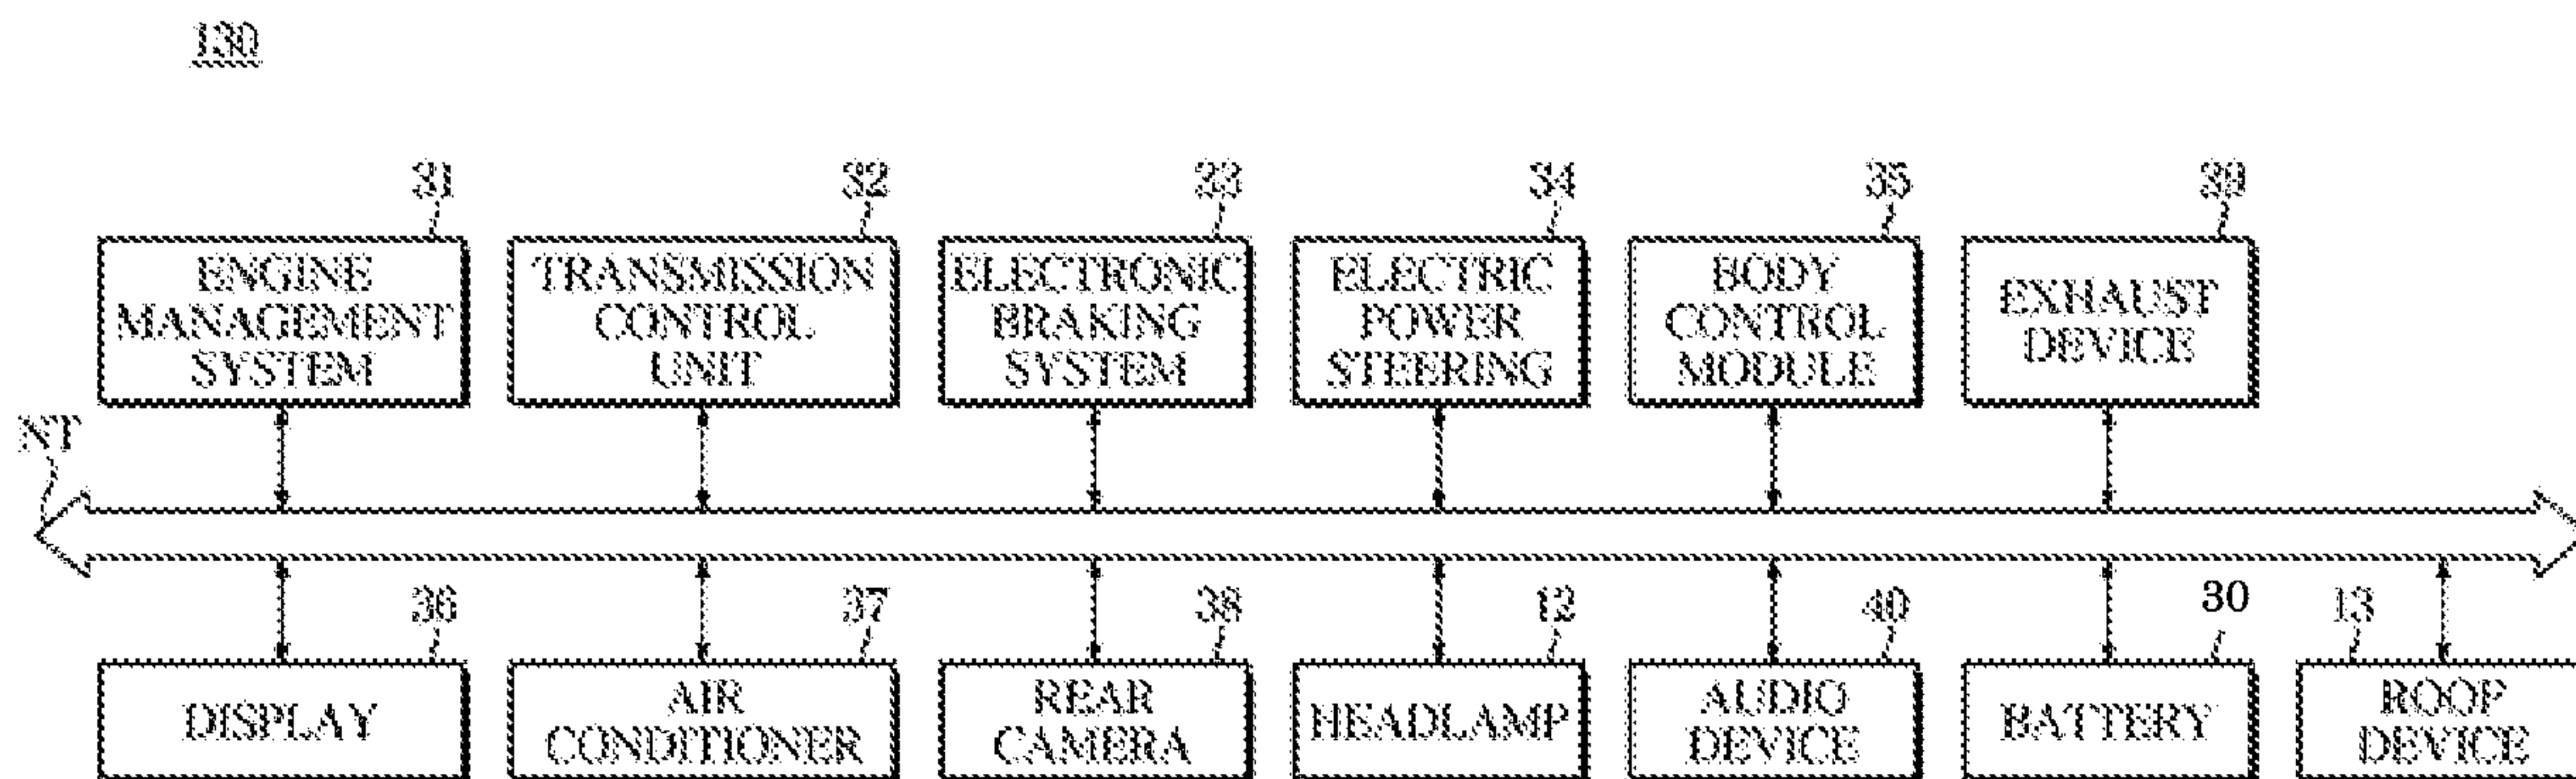 130
31
32
33
34
35
39
ENGINE
MANAGEMENT
SYSTEM
TRANSMISSION
CONTROL
UNIT
ELECTRONIC
BRAKING
SYSTEM
ELECTRIC
POWER
STEERING
BODY
CONTROL
MODULE
EXHAUST
DEVICE
NT
36
37
38
12
40
30
13
DISPLAY
AIR
CONDITIONER
REAR
CAMERA
HEADLAMP
AUDIO
DEVICE
BATTERY
ROOP
DEVICE